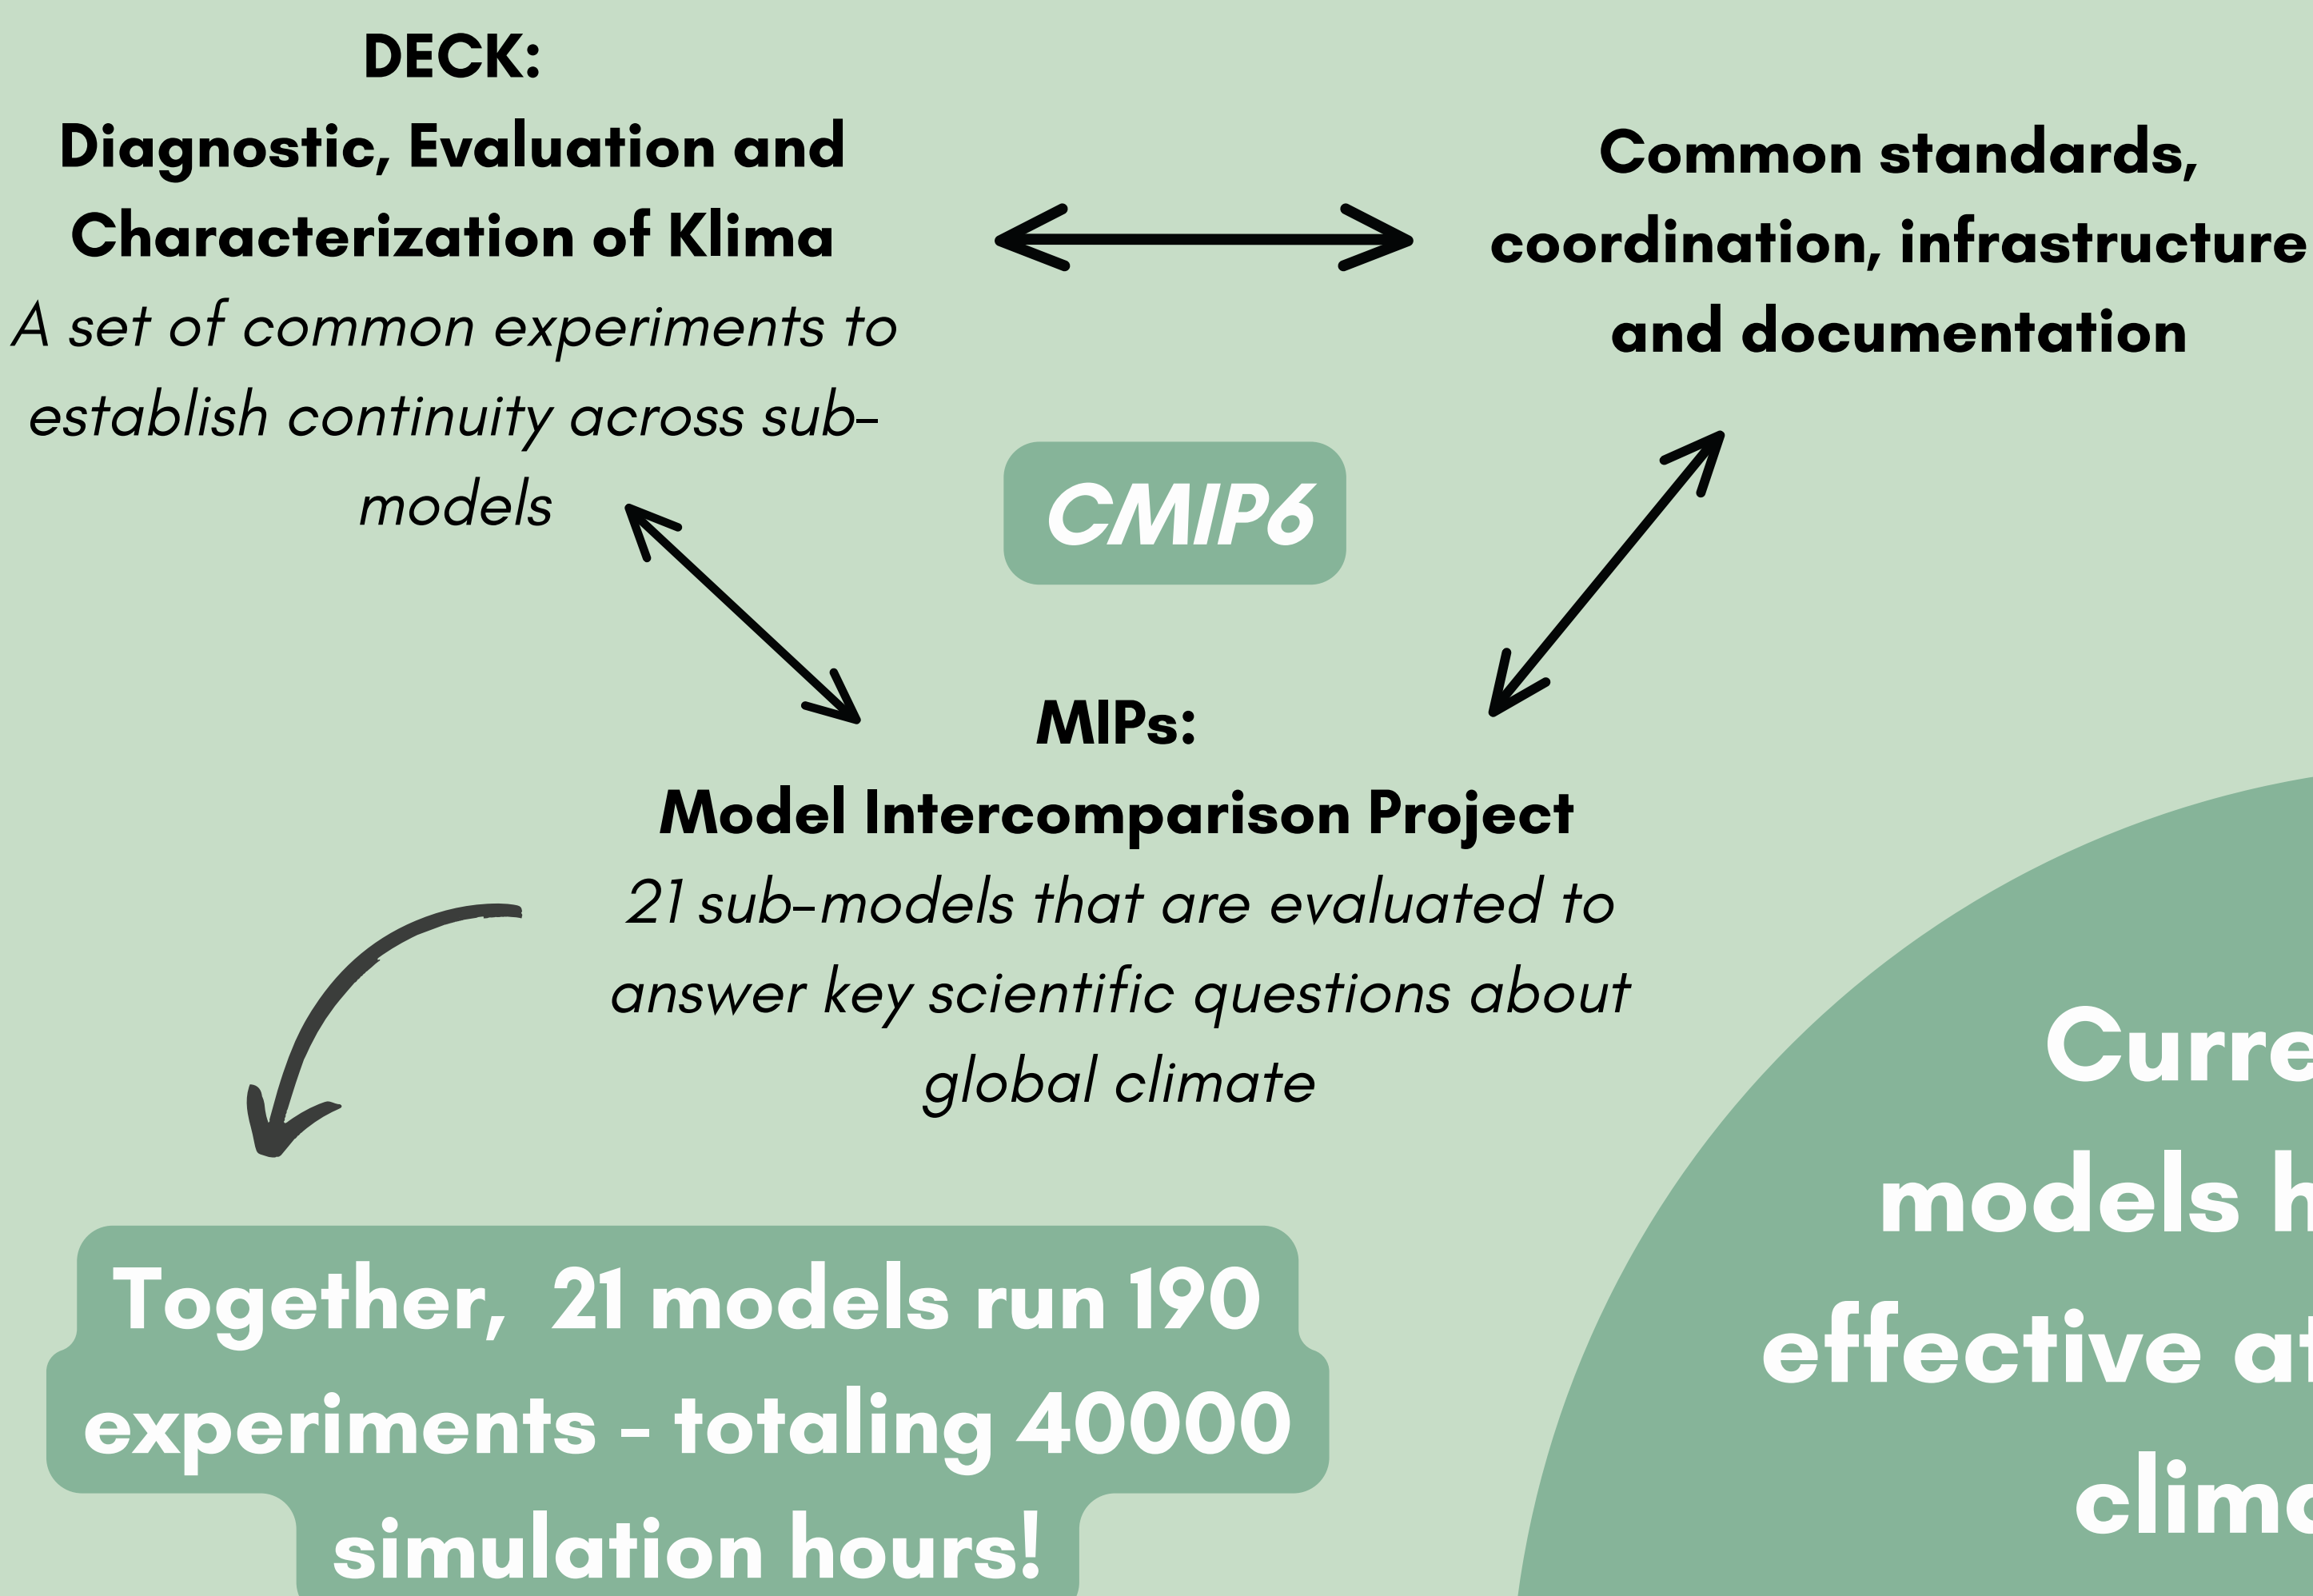 DECK:
Diagnostic, Evaluation and
Characterization of Klima
A set of common experiments to
establish continuity across sub-
models
Common standards,
coordination, infrastructure
and documentation
CMIP6
MIPs:
Model Intercomparison Project
21 sub-models that are evaluated to
answer key scientific questions about
global climate
Together, 21 models run 190
experiments - totaling 40000
simulation hours!
models
effective